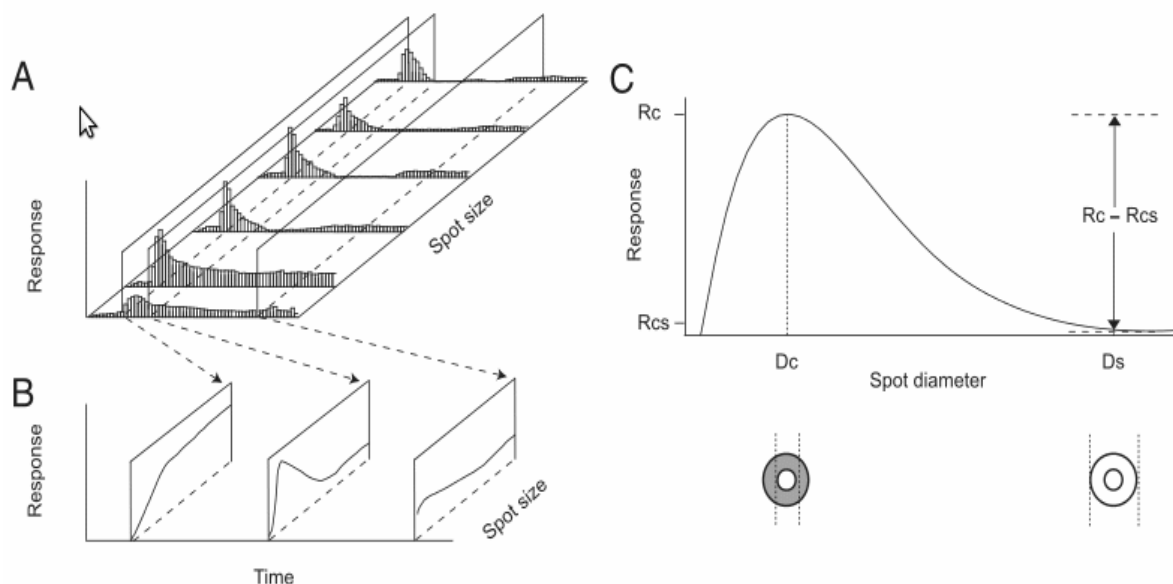 A
Response
Spot size
B
Response
Spot size
Time
C
Rc
Response
Rc – Rcs
Rcs
Dc
Ds
Spot diameter